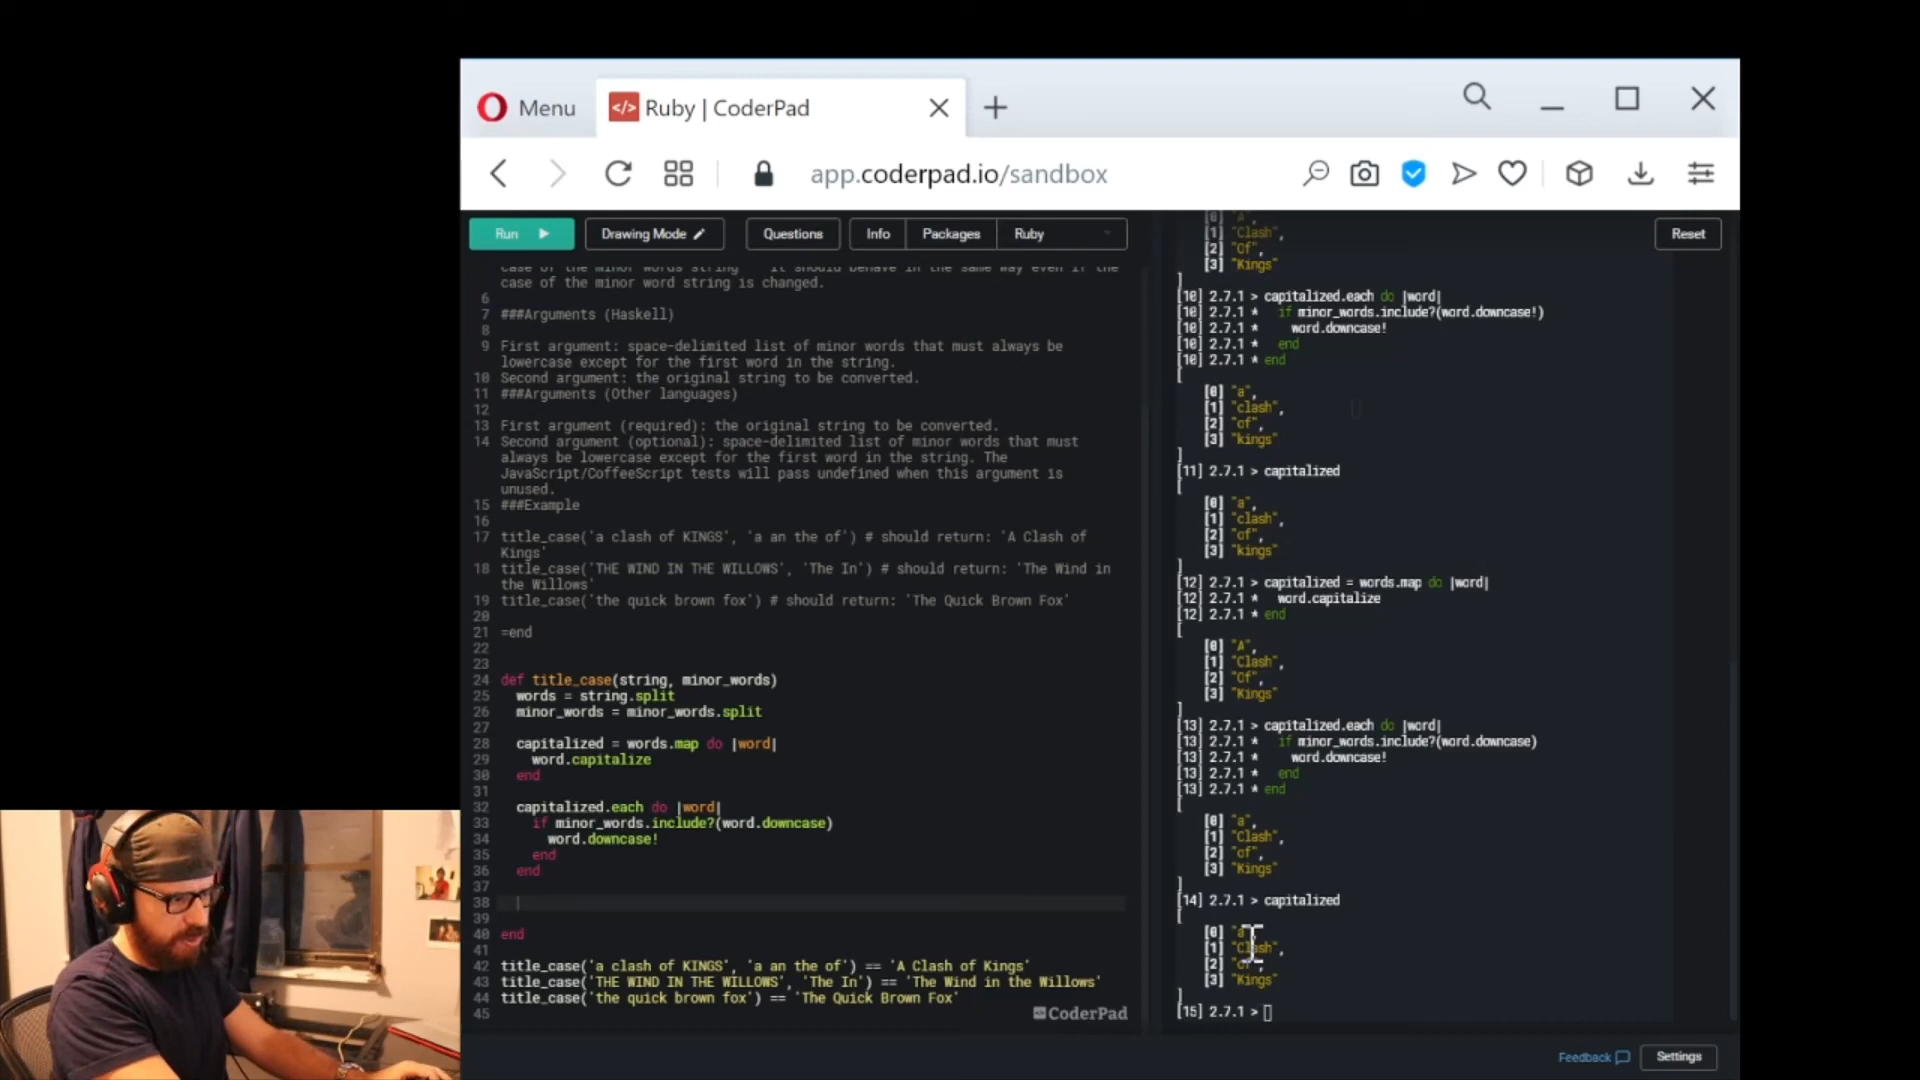 Menu
Ruby | CoderPad
app.coderpad.io/sandbox
Run
Drawing Mode
Questions
Info
Packages
Ruby
Reset
case of the minor words string
it should behave in the same way even if the
case of the minor word string is changed.
6
7 ###Arguments (Haskell)
8
9 First argument: space-delimited list of minor words that must always be
lowercase except for the first word in the string.
10 Second argument: the original string to be converted.
11 ###Arguments (Other languages)
12
13 First argument (required): the original string to be converted.
14 Second argument (optional): space-delimited list of minor words that must
always be lowercase except for the first word in the string. The
JavaScript/CoffeeScript tests will pass undefined when this argument is
unused.
15 ###Example
16
17 title_case('a clash of KINGS', 'a an the of') # should return: 'A Clash of
Kings'
18 title_case('THE WIND IN THE WILLOWS', 'The In') # should return: 'The Wind in
the Willows'
19 title_case('the quick brown fox') # should return: 'The Quick Brown Fox'
20
21 =end
22
23
24 def title_case(string, minor_words)
25 words = string.split
26 minor_words = minor_words.split
27
28 capitalized = words.map do |word|
29 word.capitalize
30 end
31
32 capitalized.each do |word|
33 if minor_words.include?(word.downcase)
34 word.downcase!
35 end
36 end
37
38
39
40 end
41
42 title_case('a clash of KINGS', 'a an the of') == 'A Clash of Kings'
43 title_case('THE WIND IN THE WILLOWS', 'The In') == 'The Wind in the Willows'
44 title_case('the quick brown fox') == 'The Quick Brown Fox'
45
CoderPad
[0] "A",
[1] "Clash",
[2] "Of",
[3] "Kings"
]
[10] 2.7.1 > capitalized.each do |word|
[10] 2.7.1 * if minor_words.include?(word.downcase!)
[10] 2.7.1 * word.downcase!
[10] 2.7.1 * end
[10] 2.7.1 * end
[
[0] "a",
[1] "clash",
[2] "of",
[3] "kings"
]
[11] 2.7.1 > capitalized
[
[0] "a",
[1] "clash",
[2] "of",
[3] "kings"
]
[12] 2.7.1 > capitalized = words.map do |word|
[12] 2.7.1 * word.capitalize
[12] 2.7.1 * end
[
[0] "A",
[1] "Clash",
[2] "Of",
[3] "Kings"
]
[13] 2.7.1 > capitalized.each do |word|
[13] 2.7.1 * if minor_words.include?(word.downcase)
[13] 2.7.1 * word.downcase!
[13] 2.7.1 * end
[13] 2.7.1 * end
[
[0] "a",
[1] "Clash",
[2] "of",
[3] "Kings"
]
[14] 2.7.1 > capitalized
[
[0] "a",
[1] "Clash",
[2] "of",
[3] "Kings"
]
[15] 2.7.1 >
Feedback
Settings